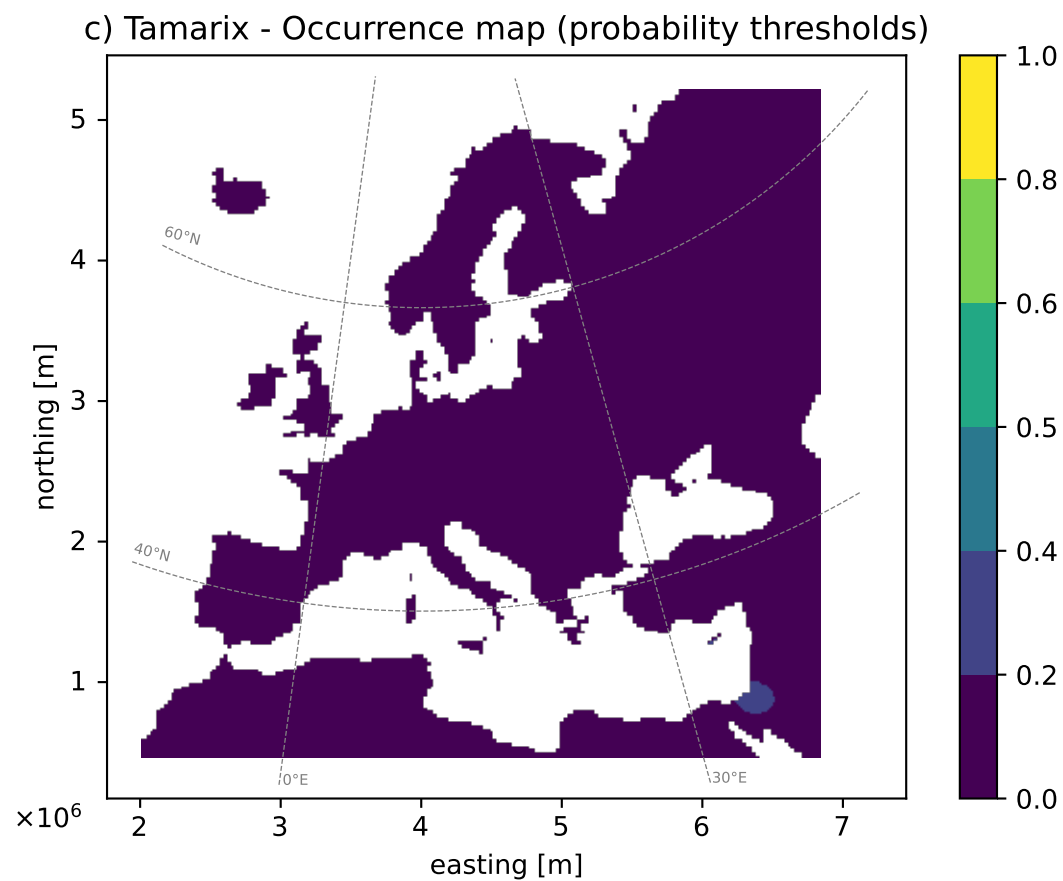 c) Tamarix - Occurrence map (probability thresholds)
northing [m]
5
4
3
2
1
60°N
40°N
0°E
30°E
×10⁶
2 3 4 5 6 7
easting [m]
1.0
0.8
0.6
0.5
0.4
0.2
0.0